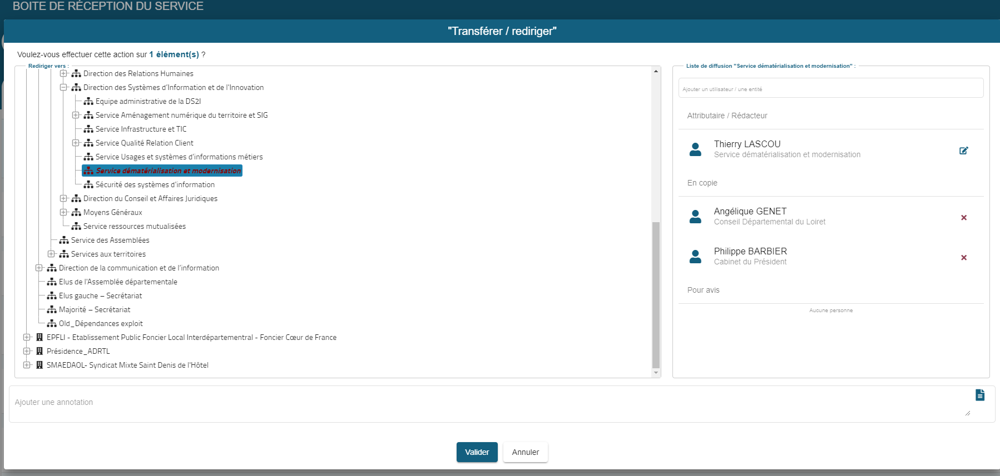 BOITE DE RÉCEPTION DU SERVICE
"Transférer / rediriger"
Voulez-vous effectuer cette action sur 1 élément(s) ?
Rediriger vers :
Direction des Relations Humaines
Direction des Systèmes d'Information et de l'Innovation
Equipe administrative de la DS2I
Service Aménagement numérique du territoire et SIG
Service Infrastructure et TIC
Service Qualité Relation Client
Service Usages et systèmes d'informations métiers
Service dématérialisation et modernisation
Sécurité des systèmes d'information
Direction du Conseil et Affaires Juridiques
Moyens Généraux
Service ressources mutualisées
Service des Assemblées
Services aux territoires
Direction de la communication et de l'information
Elus de l'Assemblée départementale
Elus gauche – Secrétariat
Majorité – Secrétariat
Old_Dépendances exploit
EPFLI - Etablissement Public Foncier Local Interdépartementral - Foncier Cœur de France
Présidence_ADRTL
SMAEDAOL- Syndicat Mixte Saint Denis de l'Hôtel
Liste de diffusion "Service dématérialisation et modernisation" :
Ajouter un utilisateur / une entité
Attributaire / Rédacteur
Thierry LASCOU
Service dématérialisation et modernisation
En copie
Angélique GENET
Conseil Départemental du Loiret
Philippe BARBIER
Cabinet du Président
Pour avis
Aucune personne
Ajouter une annotation
Valider
Annuler